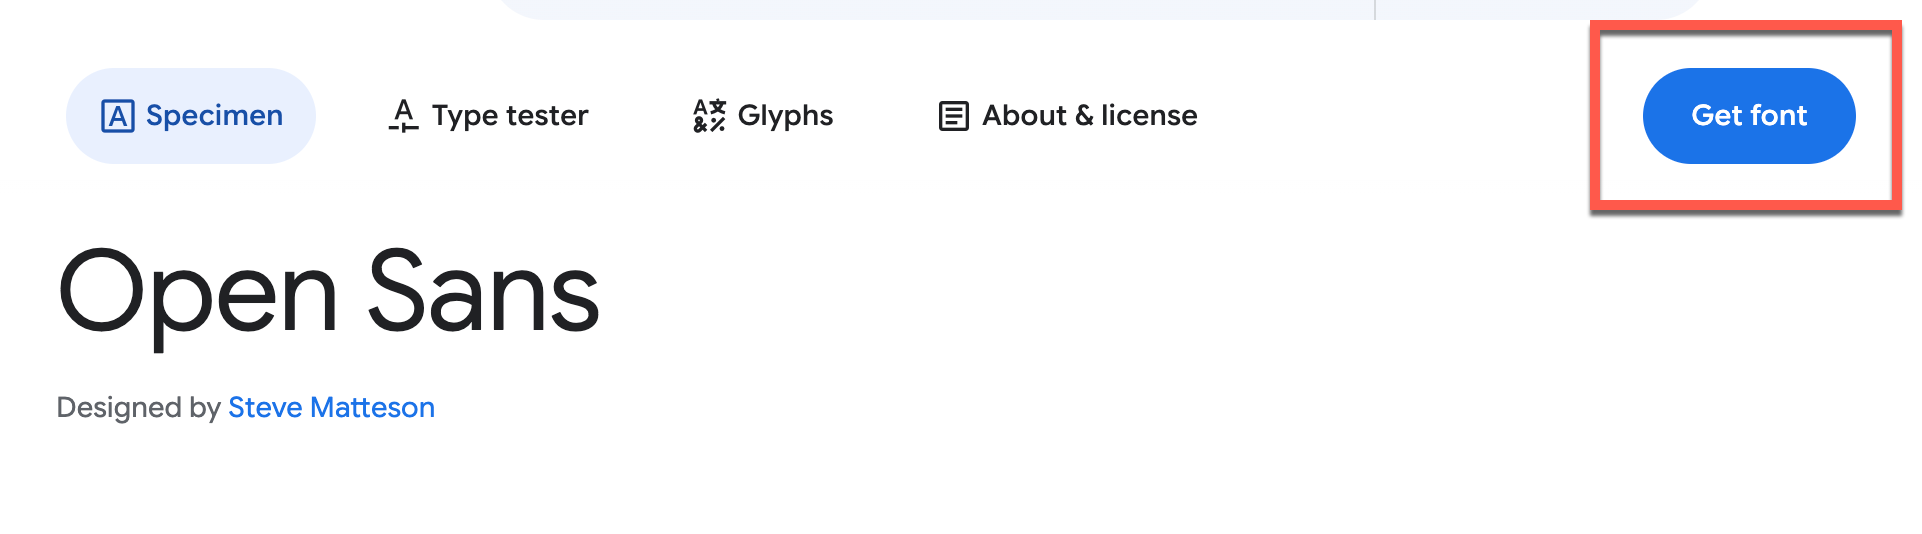 Specimen Type tester Glyphs About & license Get font
Open Sans
Designed by Steve Matteson